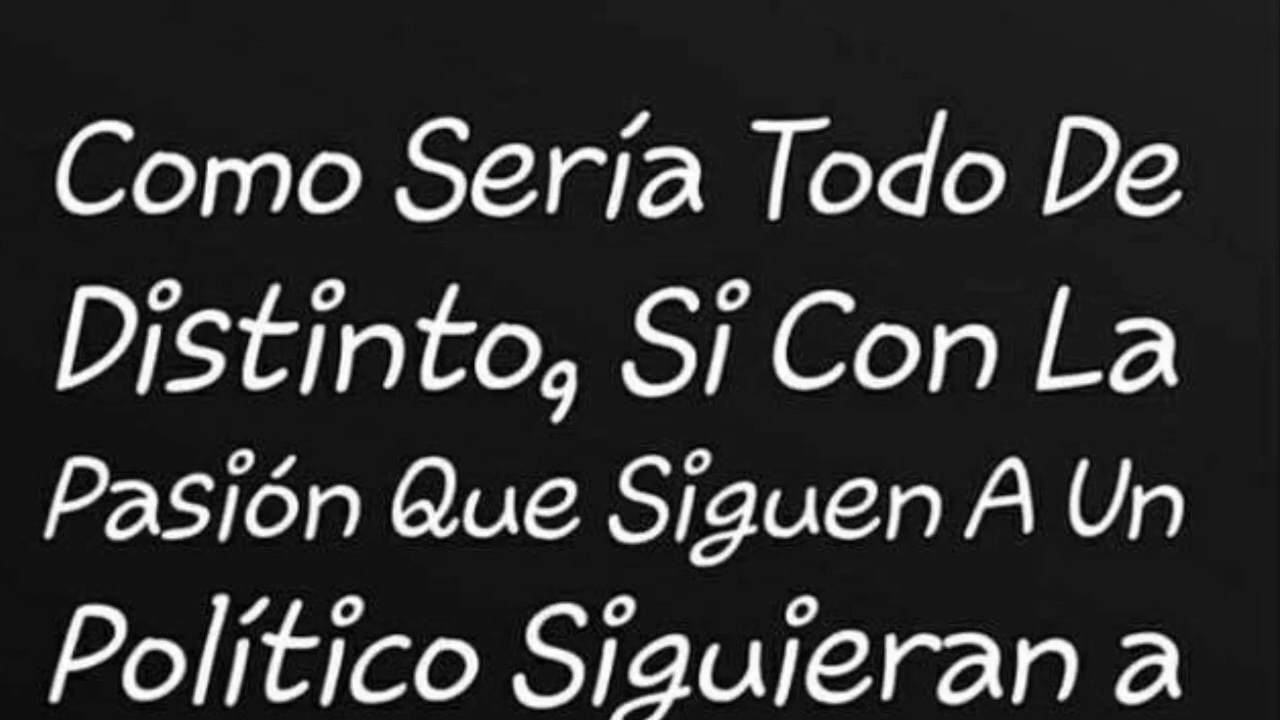 Como Sería Todo De
Distinto, Si Con La
Pasión Que Siguen A Un
Político Siguieran a